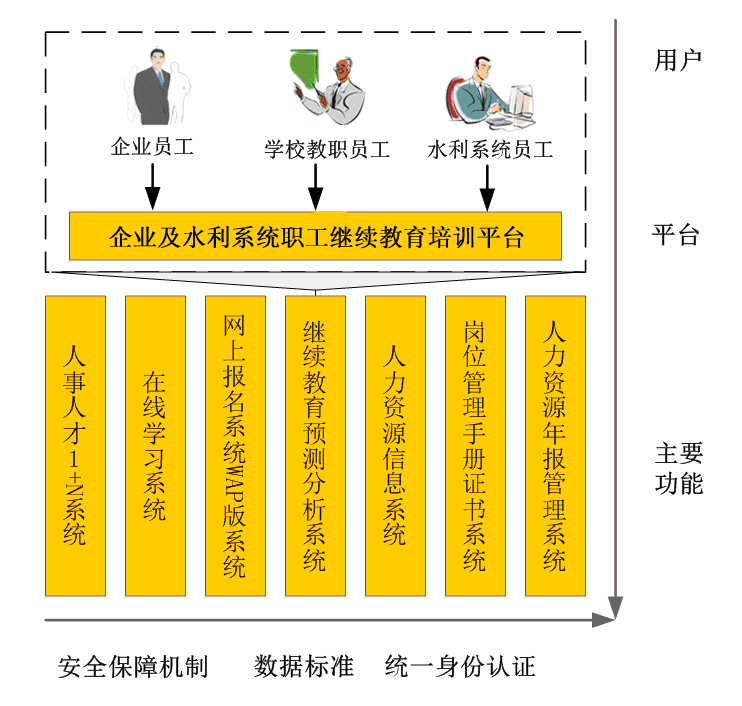 用户
企业员工
学校教职员工
水利系统员工
企业及水利系统职工继续教育培训平台
平台
人事人才1+N系统
在线学习系统
网上报名系统WAP版系统
继续教育预测分析系统
人力资源信息系统
岗位管理手册证书系统
人力资源年报管理系统
主要
功能
安全保障机制
数据标准
统一身份认证